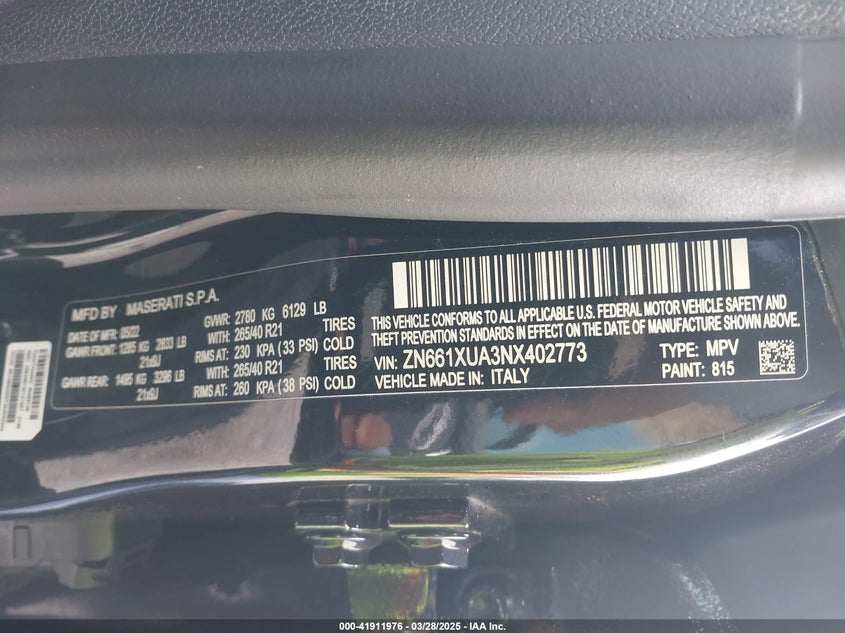 MFD BY MASERATI S.P.A.
DATE OF MFR 05/22
GAWR FRONT: 1285 KG 2833 LB
21x9J
GAWR REAR: 1495 KG 3296 LB
21x9J
GVWR: 2780 KG 6129 LB
WITH: 265/40 R21 TIRES
RIMS AT: 230 KPA (33 PSI) COLD
WITH: 265/40 R21 TIRES
RIMS AT: 260 KPA (38 PSI) COLD
THIS VEHICLE CONFORMS TO ALL APPLICABLE U.S. FEDERAL MOTOR VEHICLE SAFETY AND
THEFT PREVENTION STANDARDS IN EFFECT ON THE DATE OF MANUFACTURE SHOWN ABOVE.
VIN: ZN661XUA3NX402773 TYPE: MPV
VEHICLE MADE IN: ITALY PAINT: 815
000-41911976 | 03/28/2025 - IAA Inc.